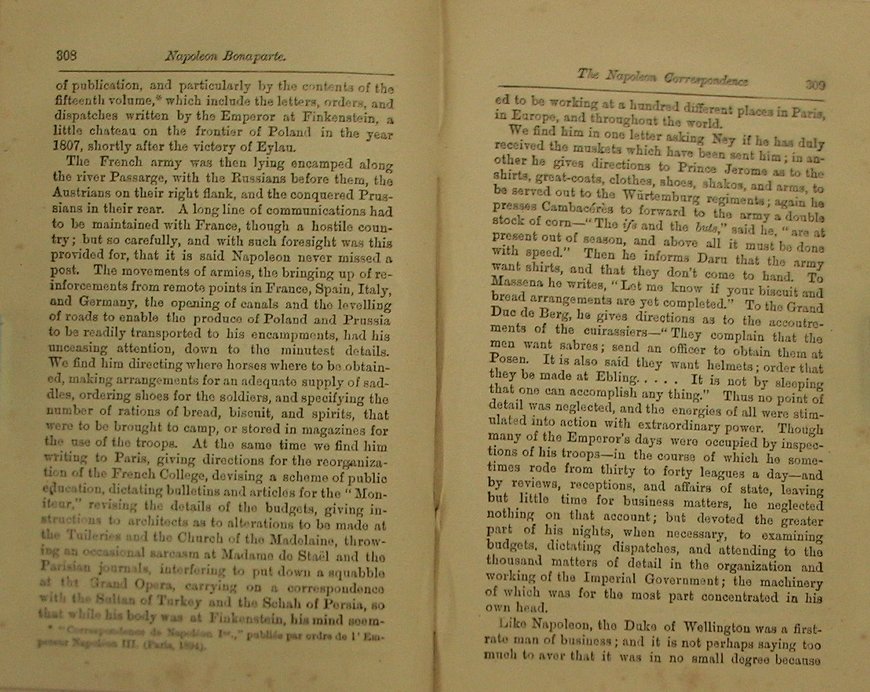 308 Napoleon Bonaparte.
of publication, and particularly by the contents of the
fifteenth volume,* which include the letters, orders, and
dispatches written by the Emperor at Finkenstein, a
little chateau on the frontier of Poland in the year
1807, shortly after the victory of Eylau.
The French army was then lying encamped along
the river Passarge, with the Russians before them, the
Austrians on their right flank, and the conquered Prus-
sians in their rear. A long line of communications had
to be maintained with France, though a hostile coun-
try; but so carefully, and with such foresight was this
provided for, that it is said Napoleon never missed a
post. The movements of armies, the bringing up of re-
inforcements from remote points in France, Spain, Italy,
and Germany, the opening of canals and the levelling
of roads to enable the produce of Poland and Prussia
to be readily transported to his encampments, had his
unceasing attention, down to the minutest details.
We find him directing where horses where to be obtain-
ed, making arrangements for an adequate supply of sad-
dles, ordering shoes for the soldiers, and specifying the
number of rations of bread, biscuit, and spirits, that
were to be brought to camp, or stored in magazines for
the use of the troops. At the same time we find him
writing to Paris, giving directions for the reorganiza-
tion of the French College, devising a scheme of public
education, dictating bulletins and articles for the "Mon-
iteur," revising the details of the budgets, giving in-
structions to architects as to alterations to be made at
the Tuileries and the Church of the Madelaine, throw-
ing an occasional sarcasm at Madame de Staël and the
Parisian journals, interfering to put down a squabble
at the Grand Opera, carrying on a correspondence
with the Sultan of Turkey and the Schah of Persia, so
that while his body was at Finkenstein, his mind seem-
* "Correspondence de Napoléon Ier.," publiée par ordre de l' Em-
pereur Napoléon III. (Paris, 1864).
The Napoleon Correspondence 309
ed to be working at a hundred different places in Paris,
in Europe, and throughout the world.
We find him in one letter asking Ney if he has duly
received the muskets which have been sent him; in an-
other he gives directions to Prince Jerome as to the
shirts, great-coats, clothes, shoes, shakos, and arms, to
be served out to the Würtemburg regiments; again he
presses Cambacérès to forward to the army a double
stock of corn—"The ifs and the buts," said he, "are at
present out of season, and above all it must be done
with speed." Then he informs Daru that the army
want shirts, and that they don't come to hand. To
Massena he writes, "Let me know if your biscuit and
bread arrangements are yet completed." To the Grand
Duc de Berg, he gives directions as to the accoutre-
ments of the cuirassiers—"They complain that the
men want sabres; send an officer to obtain them at
Posen. It is also said they want helmets; order that
they be made at Ebling..... It is not by sleeping
that one can accomplish any thing." Thus no point of
detail was neglected, and the energies of all were stim-
ulated into action with extraordinary power. Though
many of the Emperor's days were occupied by inspec-
tions of his troops—in the course of which he some-
times rode from thirty to forty leagues a day—and
by reviews, receptions, and affairs of state, leaving
but little time for business matters, he neglected
nothing on that account; but devoted the greater
part of his nights, when necessary, to examining
budgets, dictating dispatches, and attending to the
thousand matters of detail in the organization and
working of the Imperial Government; the machinery
of which was for the most part concentrated in his
own head.
Like Napoleon, the Duke of Wellington was a first-
rate man of business; and it is not perhaps saying too
much to aver that it was in no small degree because